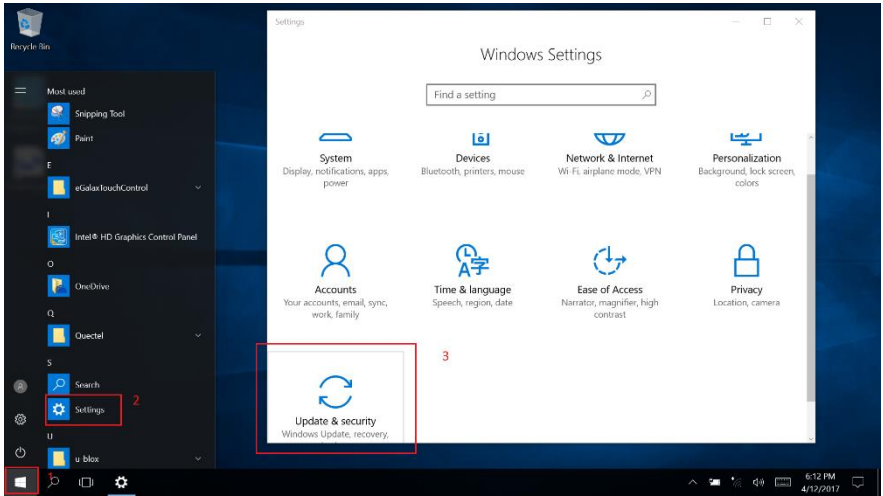 Recycle Bin
Most used
Snipping Tool
Paint
E
eGalaxTouchControl
I
Intel® HD Graphics Control Panel
O
OneDrive
Q
Quectel
S
Search
Settings
2
U
u-blox
1
Settings
Windows Settings
Find a setting
System
Display, notifications, apps,
power
Devices
Bluetooth, printers, mouse
Network & Internet
Wi-Fi, airplane mode, VPN
Personalization
Background, lock screen,
colors
Accounts
Your accounts, email, sync,
work, family
Time & language
Speech, region, date
Ease of Access
Narrator, magnifier, high
contrast
Privacy
Location, camera
3
Update & security
Windows Update, recovery,
6:12 PM
4/12/2017